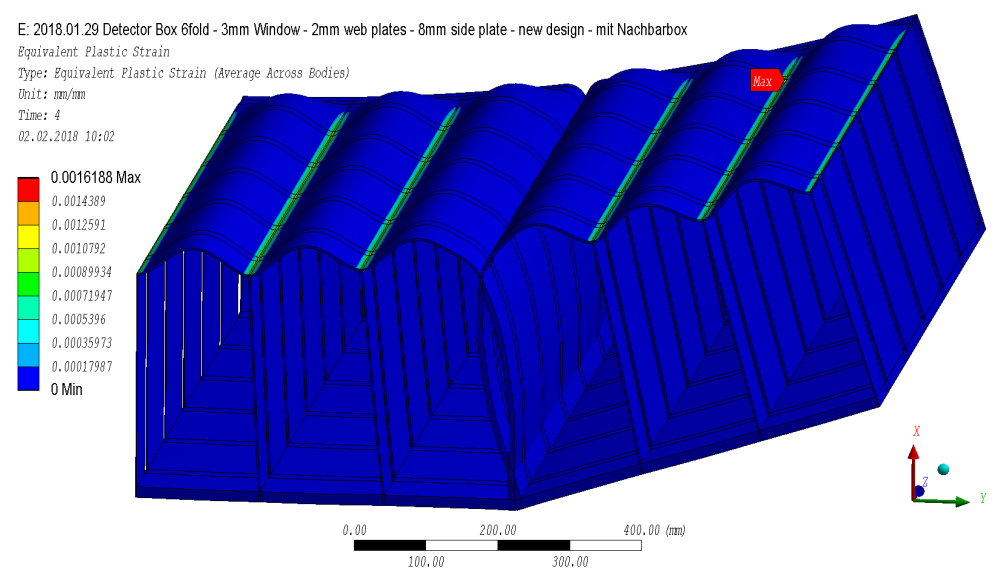 E: 2018.01.29 Detector Box 6fold - 3mm Window - 2mm web plates - 8mm side plate - new design - mit Nachbarbox
Equivalent Plastic Strain
Type: Equivalent Plastic Strain (Average Across Bodies)
Unit: mm/mm
Time: 4
02.02.2018 10:02
0.0016188 Max
0.0014389
0.0012591
0.0010792
0.00089934
0.00071947
0.0005396
0.00035973
0.00017987
0 Min
Max
X
Z
Y
0.00 200.00 400.00 (mm)
100.00 300.00